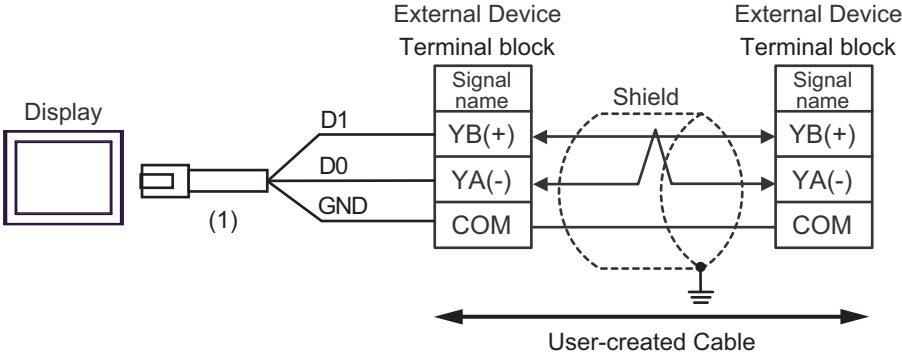 External Device
Terminal block
External Device
Terminal block
Signal
name
Signal
name
Display
Shield
D1
YB(+)
YB(+)
D0
YA(-)
YA(-)
(1)
GND
COM
COM
User-created Cable